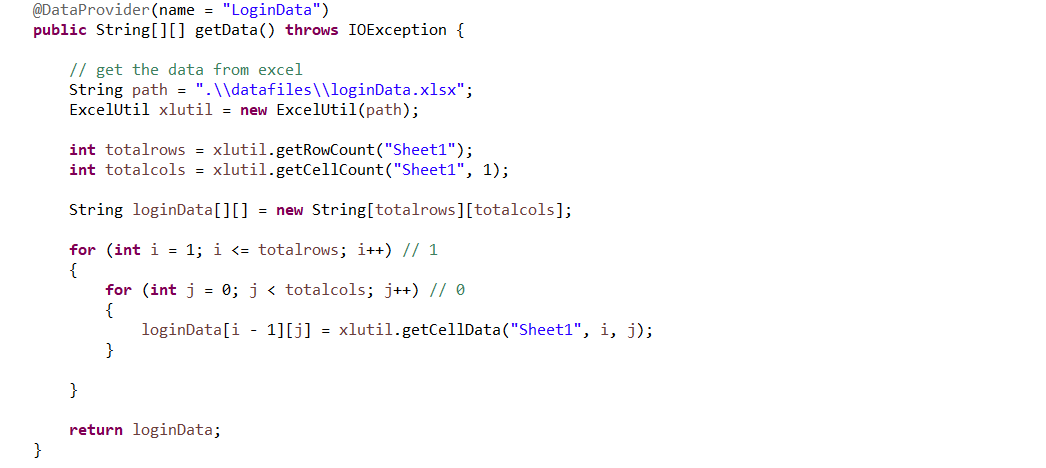 @DataProvider(name = "LoginData")
public String[][] getData() throws IOException {
// get the data from excel
String path = ".\\datafiles\\loginData.xlsx";
ExcelUtil xlutil = new ExcelUtil(path);
int totalrows = xlutil.getRowCount("Sheet1");
int totalcols = xlutil.getCellCount("Sheet1", 1);
String loginData[][] = new String[totalrows][totalcols];
for (int i = 1; i <= totalrows; i++) // 1
{
for (int j = 0; j < totalcols; j++) // 0
{
loginData[i - 1][j] = xlutil.getCellData("Sheet1", i, j);
}
}
return loginData;
}